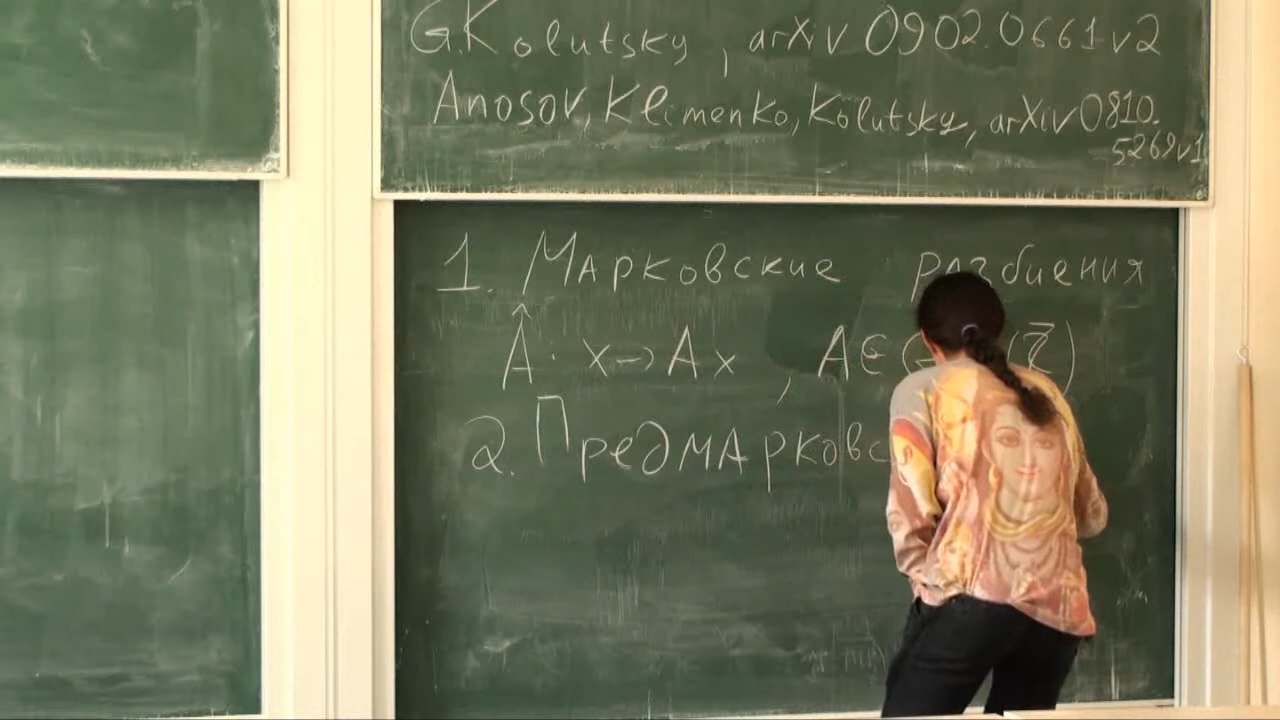 G.Kolutsky, arXiv 0902.0661v2
Anosov, Klimenko, Kolutsky, arXiv 0810.
5269v1
1. Марковские разбиения
Â: x→Ax, A∈G (ℤ)
2. Предмарковс